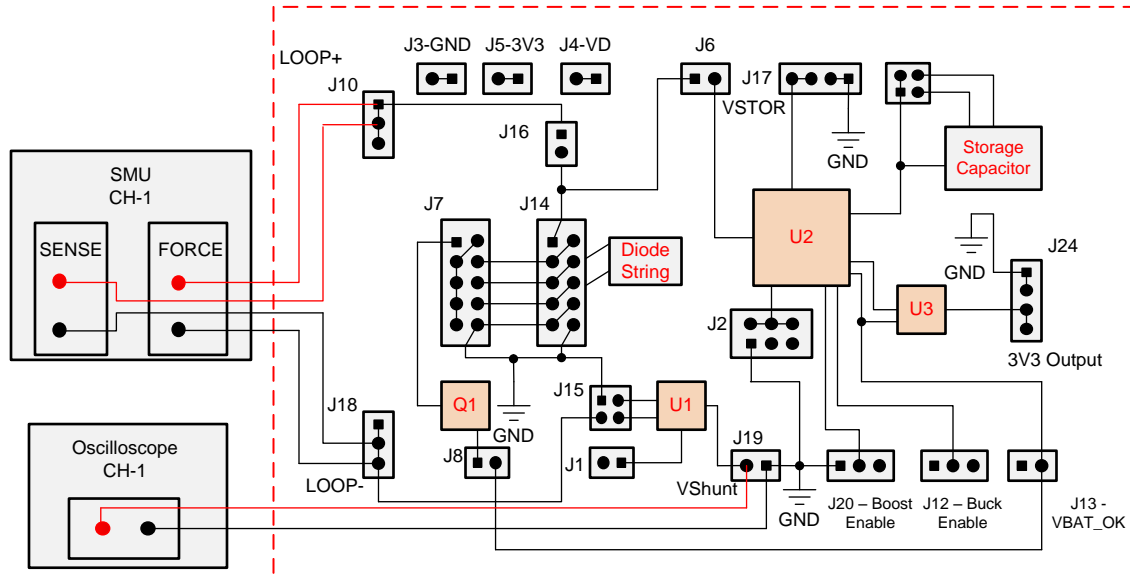 LOOP+
J3-GND
J5-3V3
J4-VD
J6
J10
J17
VSTOR
GND
Storage
Capacitor
J16
SMU
CH-1
SENSE
FORCE
J7
J14
Diode
String
U2
GND
J24
U3
J2
3V3 Output
Q1
GND
J15
U1
J18
LOOP-
J8
J1
J19
VShunt
GND
J20 – Boost
Enable
J12 – Buck
Enable
J13 -
VBAT_OK
Oscilloscope
CH-1